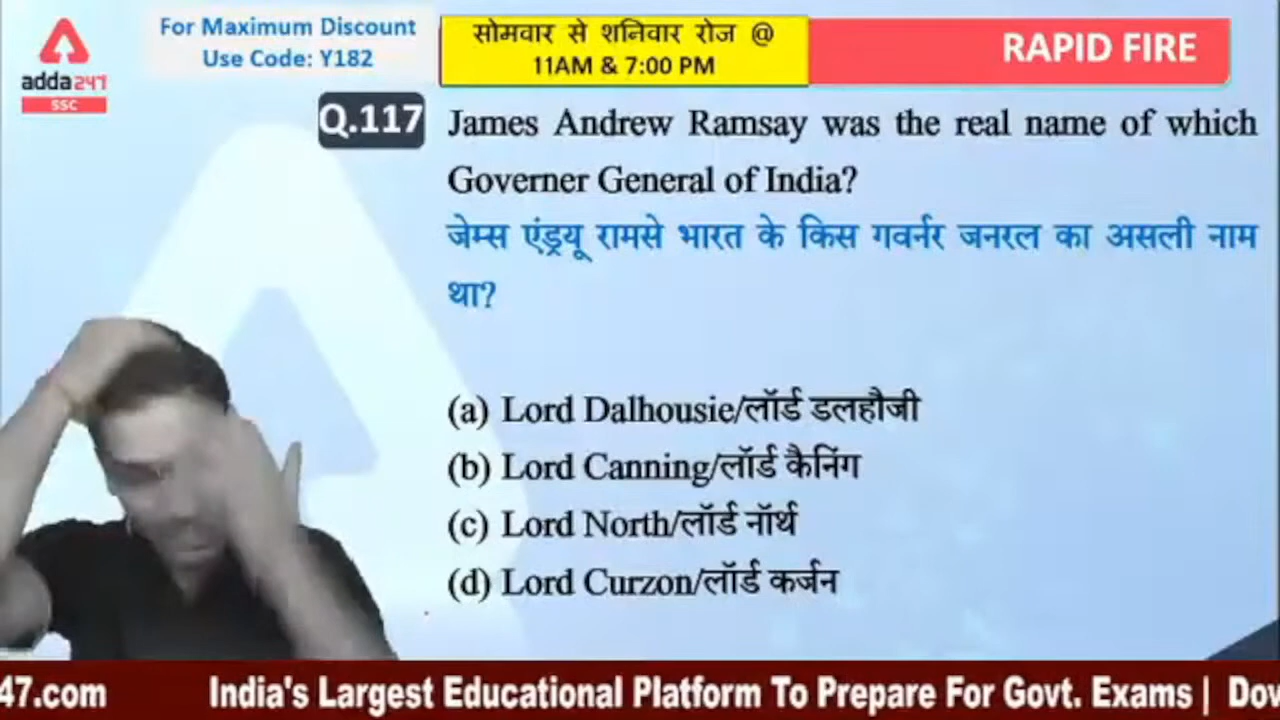 For Maximum Discount
Use Code: Y182
सोमवार से शनिवार रोज @
11AM & 7:00 PM
RAPID FIRE
adda247
SSC
Q.117 James Andrew Ramsay was the real name of which
Governer General of India?
जेम्स एंड्रयू रामसे भारत के किस गवर्नर जनरल का असली नाम
था?
(a) Lord Dalhousie/लॉर्ड डलहौजी
(b) Lord Canning/लॉर्ड कैनिंग
(c) Lord North/लॉर्ड नॉर्थ
(d) Lord Curzon/लॉर्ड कर्जन
47.com India's Largest Educational Platform To Prepare For Govt. Exams |